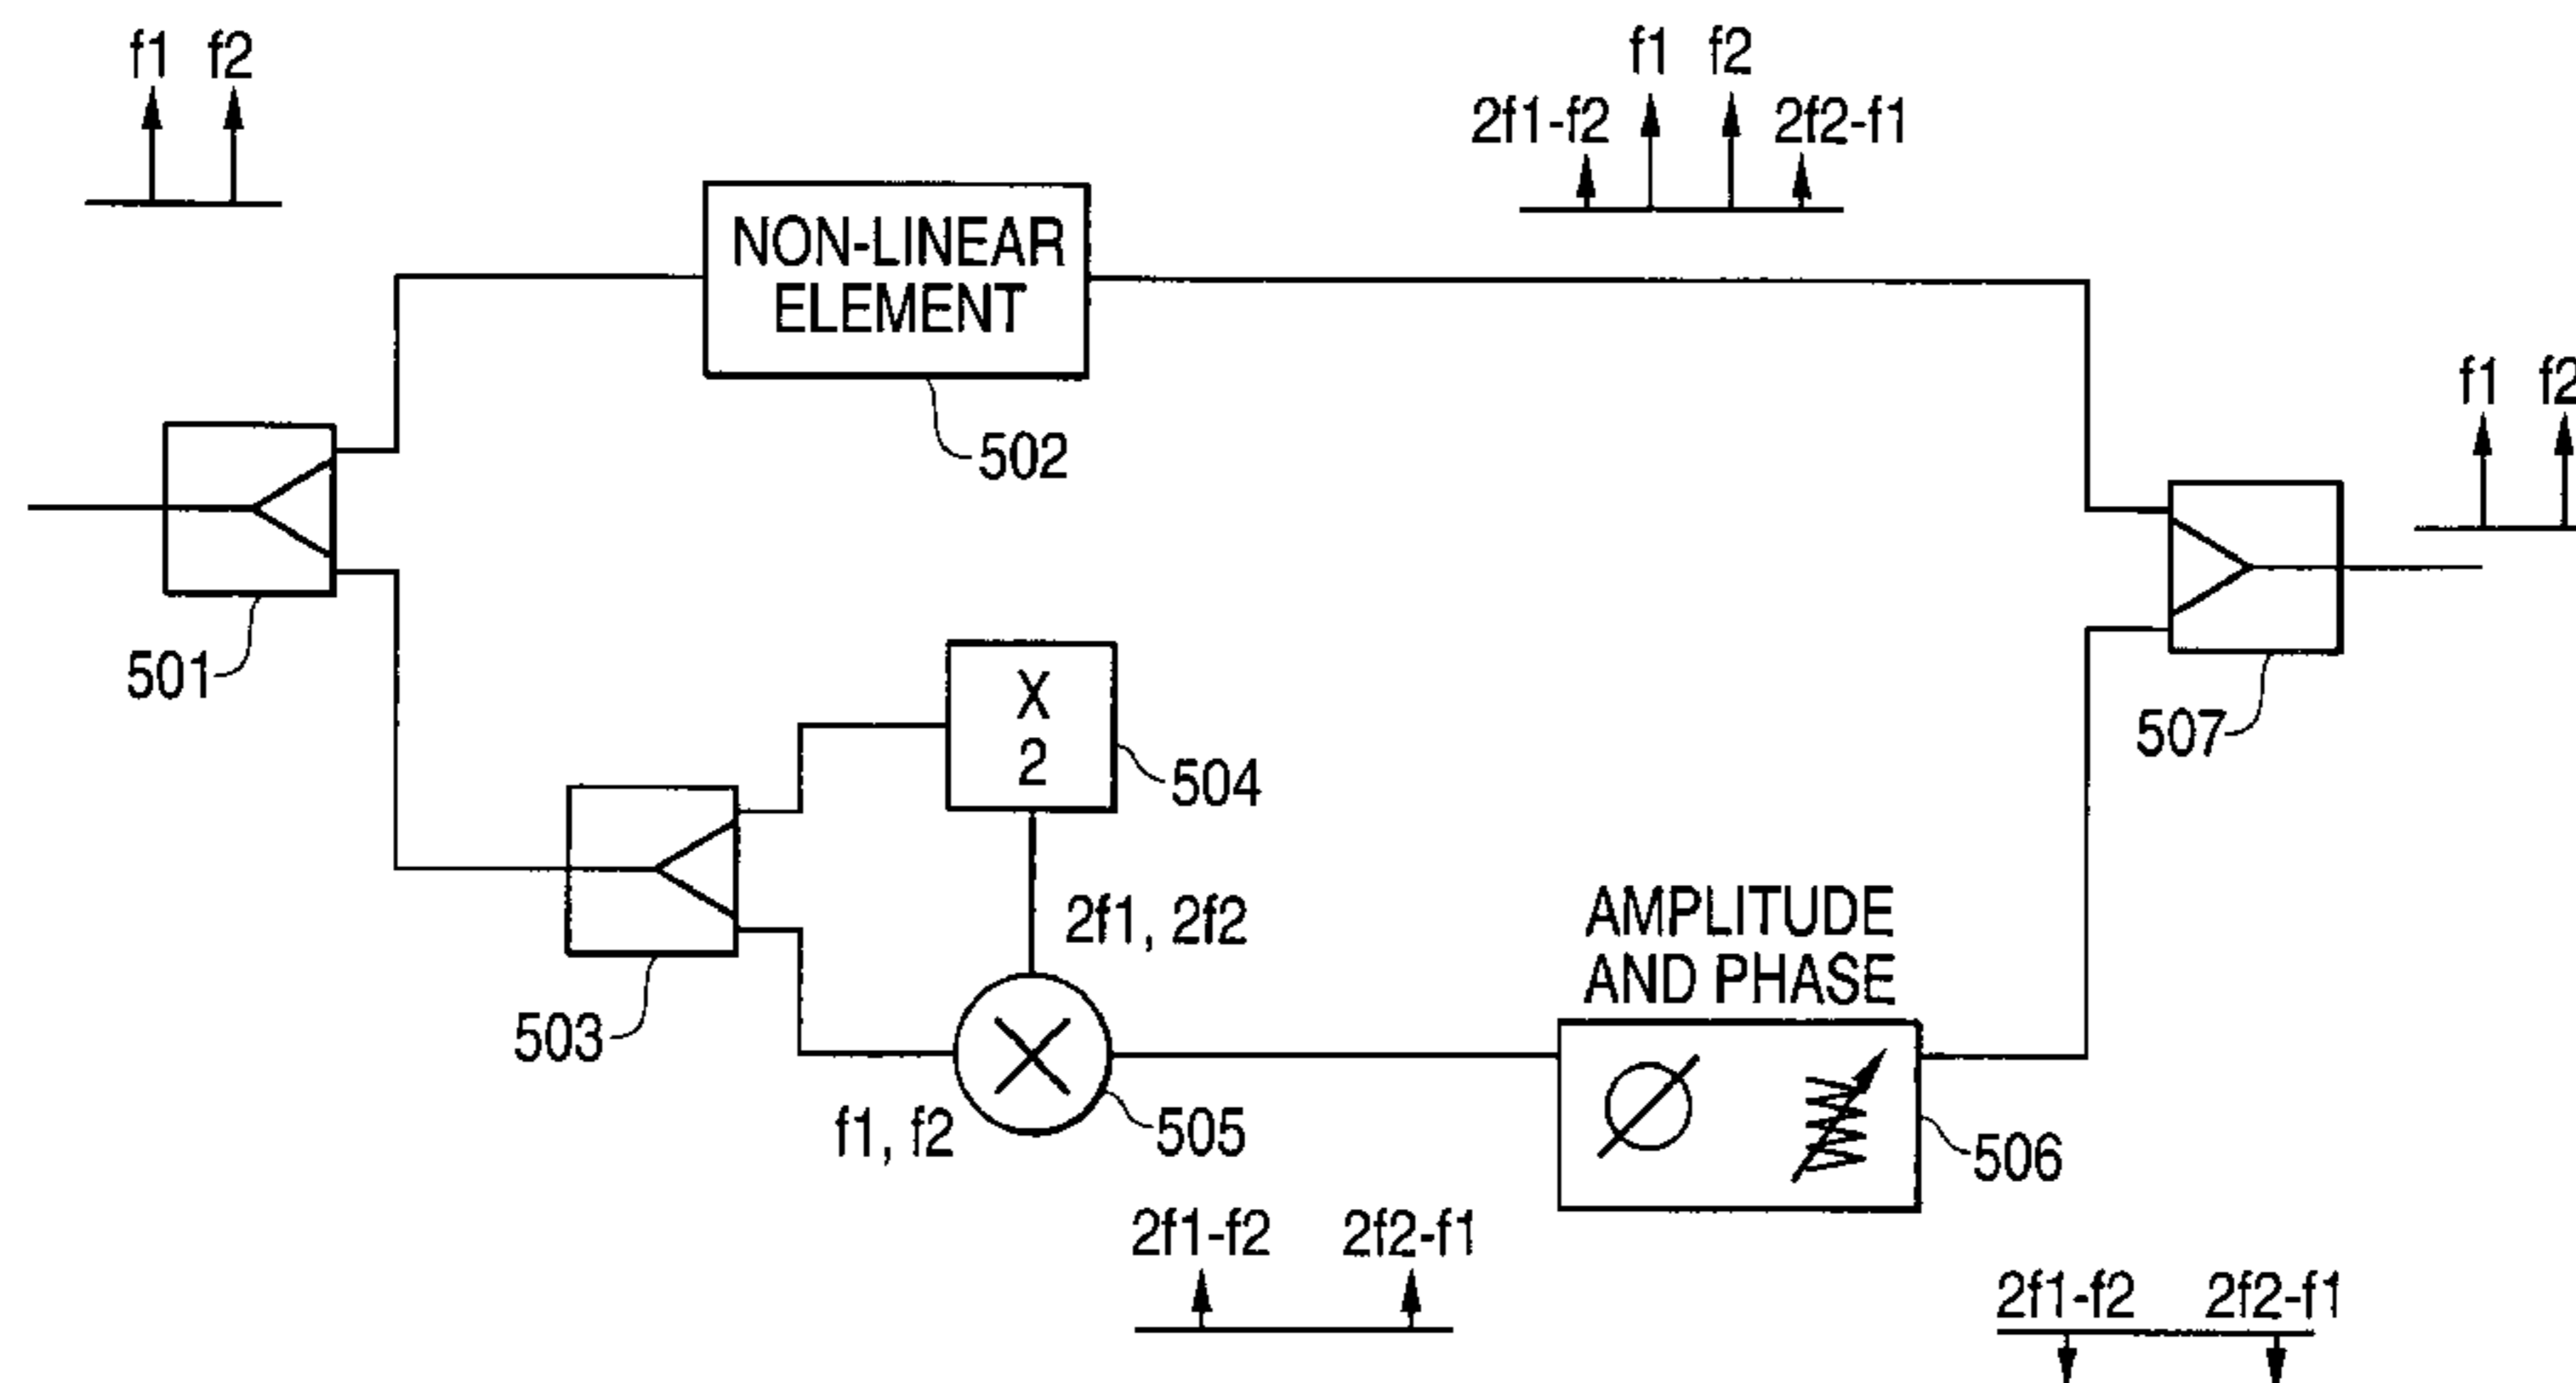 f1 f2
f1 f2
2f1-f2 2f2-f1
NON-LINEAR
ELEMENT
502
f1 f2
501
507
X
2
504
503
2f1, 2f2
AMPLITUDE
AND PHASE
f1, f2
505
506
2f1-f2 2f2-f1
2f1-f2 2f2-f1